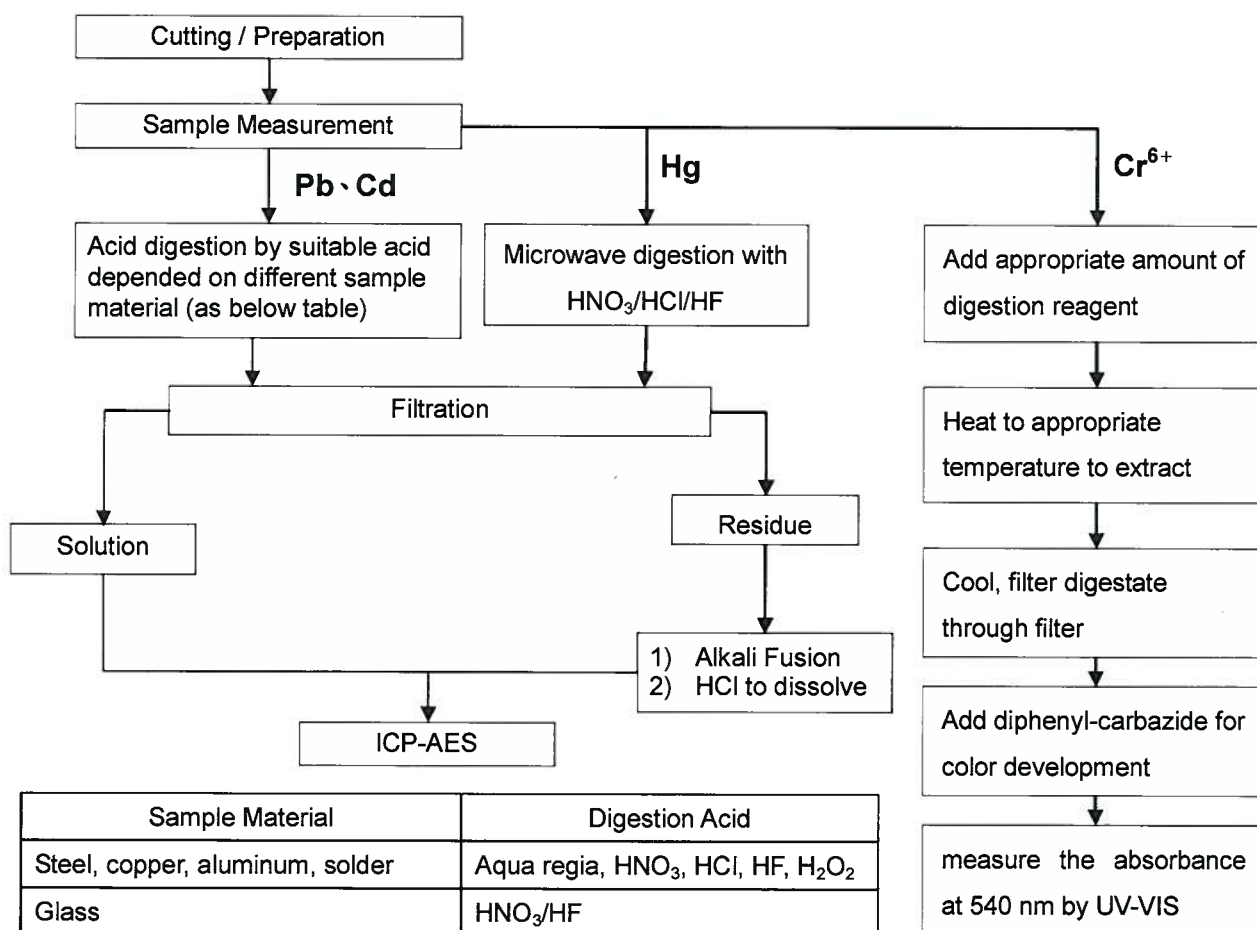 Cutting / Preparation
Sample Measurement
Pb、Cd
Hg
Cr⁶⁺
Acid digestion by suitable acid
depended on different sample
material (as below table)
Microwave digestion with
HNO₃/HCl/HF
Add appropriate amount of
digestion reagent
Filtration
Heat to appropriate
temperature to extract
Solution
Residue
Cool, filter digestate
through filter
1) Alkali Fusion
2) HCl to dissolve
ICP-AES
Add diphenyl-carbazide for
color development
measure the absorbance
at 540 nm by UV-VIS
Sample Material Digestion Acid
Steel, copper, aluminum, solder Aqua regia, HNO₃, HCl, HF, H₂O₂
Glass HNO₃/HF